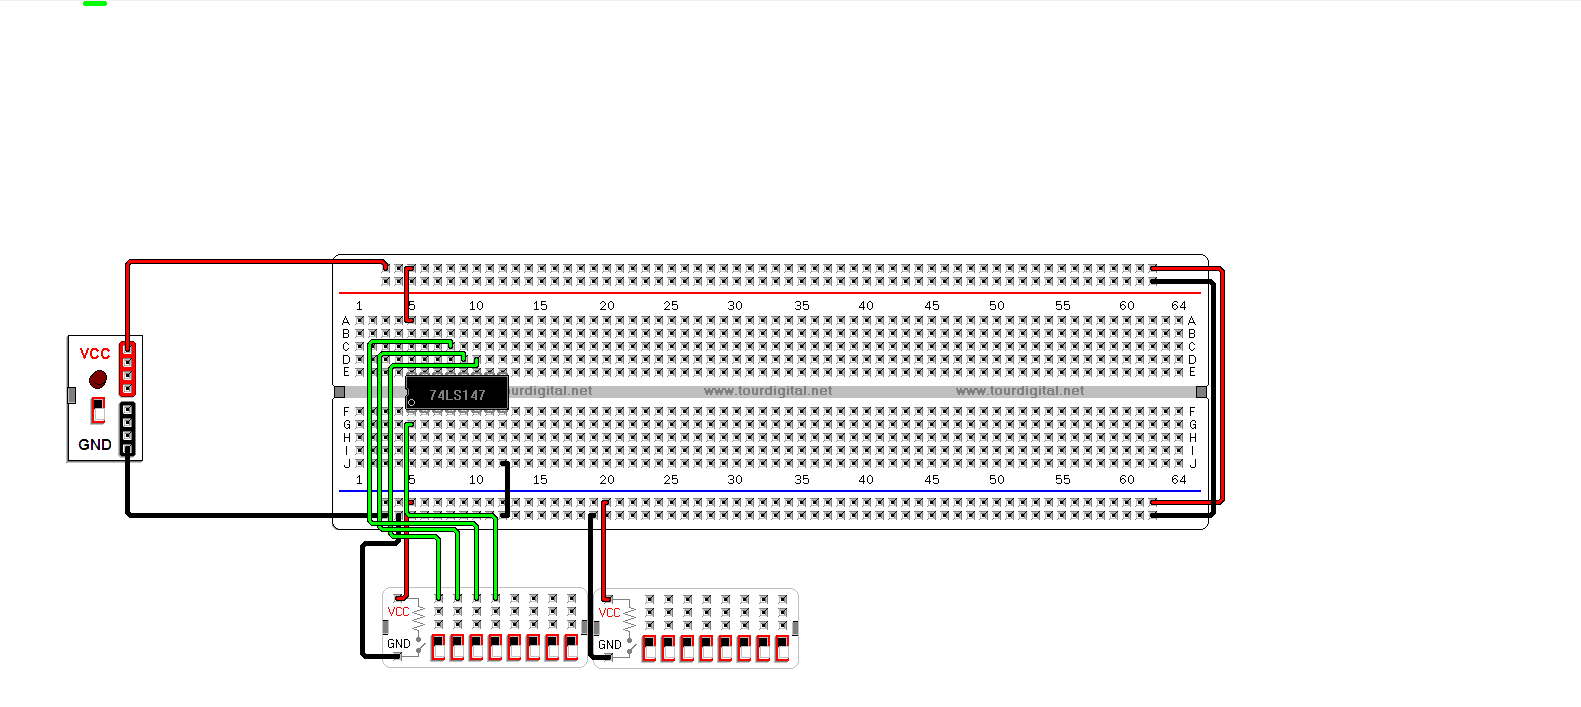 1 5 10 15 20 25 30 35 40 45 50 55 60 64
A A
B B
VCC C C
D D
E E
74LS147 urdigital.net www.tourdigital.net www.tourdigital.net
F F
G G
GND H H
I I
J J
1 5 10 15 20 25 30 35 40 45 50 55 60 64
VCC VCC
GND GND